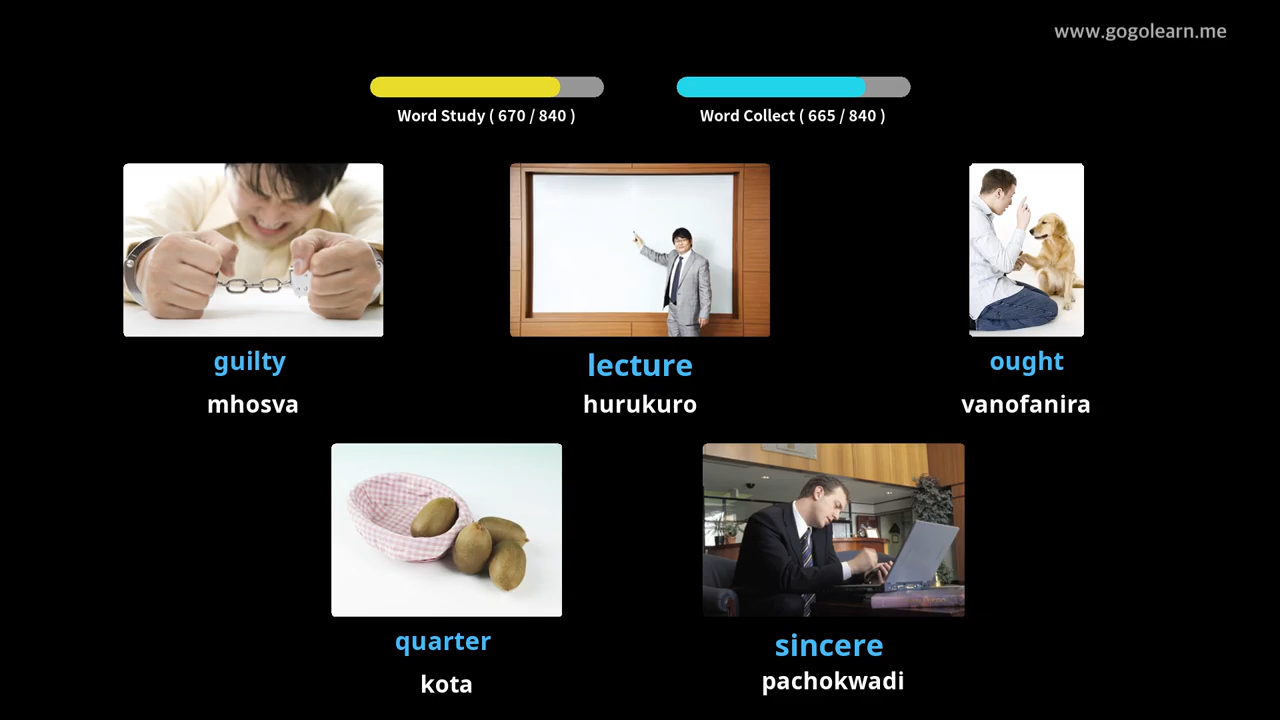 www.gogolearn.me
Word Study ( 670 / 840 )
Word Collect ( 665 / 840 )
guilty
mhosva
lecture
hurukuro
ought
vanofanira
quarter
kota
sincere
pachokwadi